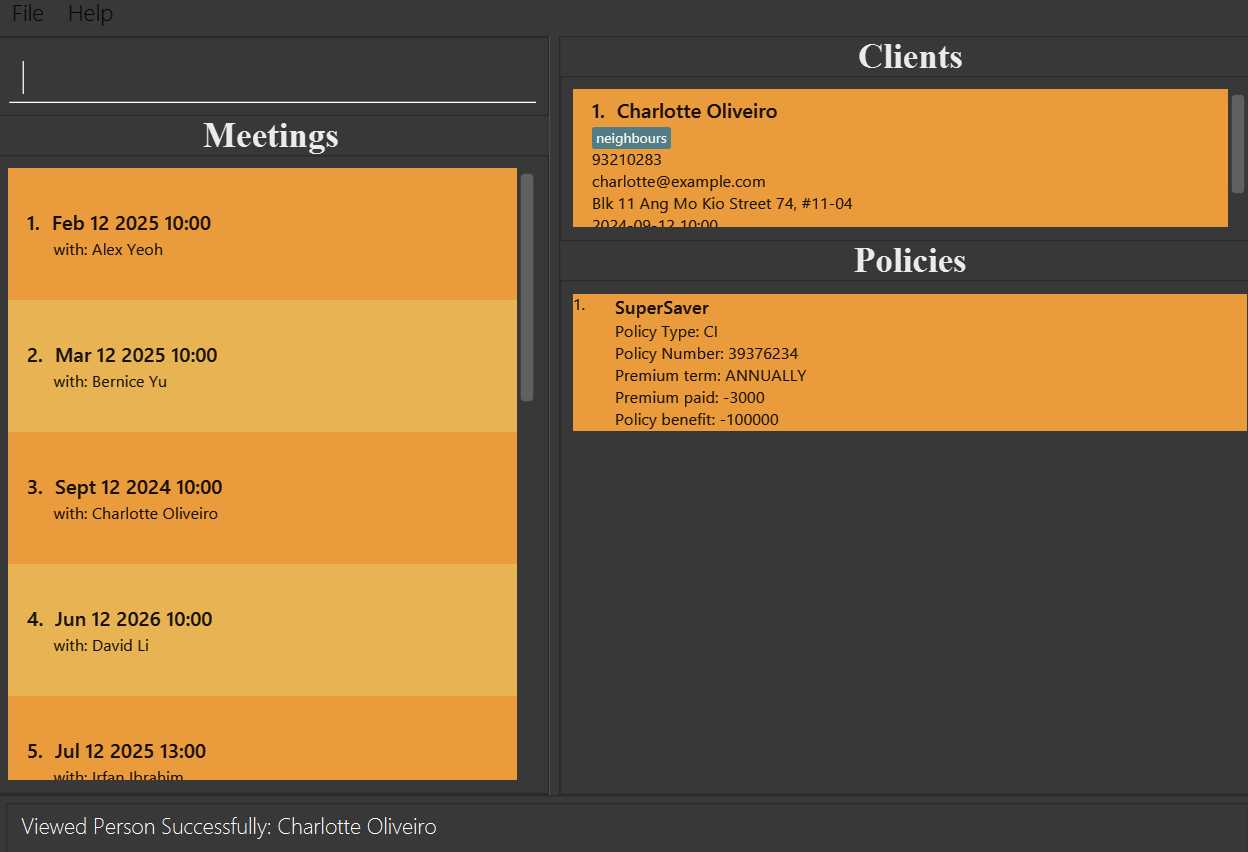 File Help
Meetings
1. Feb 12 2025 10:00
with: Alex Yeoh
2. Mar 12 2025 10:00
with: Bernice Yu
3. Sept 12 2024 10:00
with: Charlotte Oliveiro
4. Jun 12 2026 10:00
with: David Li
5. Jul 12 2025 13:00
with: Irfan Ibrahim
Clients
1. Charlotte Oliveiro
neighbours
93210283
charlotte@example.com
Blk 11 Ang Mo Kio Street 74, #11-04
2024-09-12 10:00
Policies
1. SuperSaver
Policy Type: CI
Policy Number: 39376234
Premium term: ANNUALLY
Premium paid: -3000
Policy benefit: -100000
Viewed Person Successfully: Charlotte Oliveiro